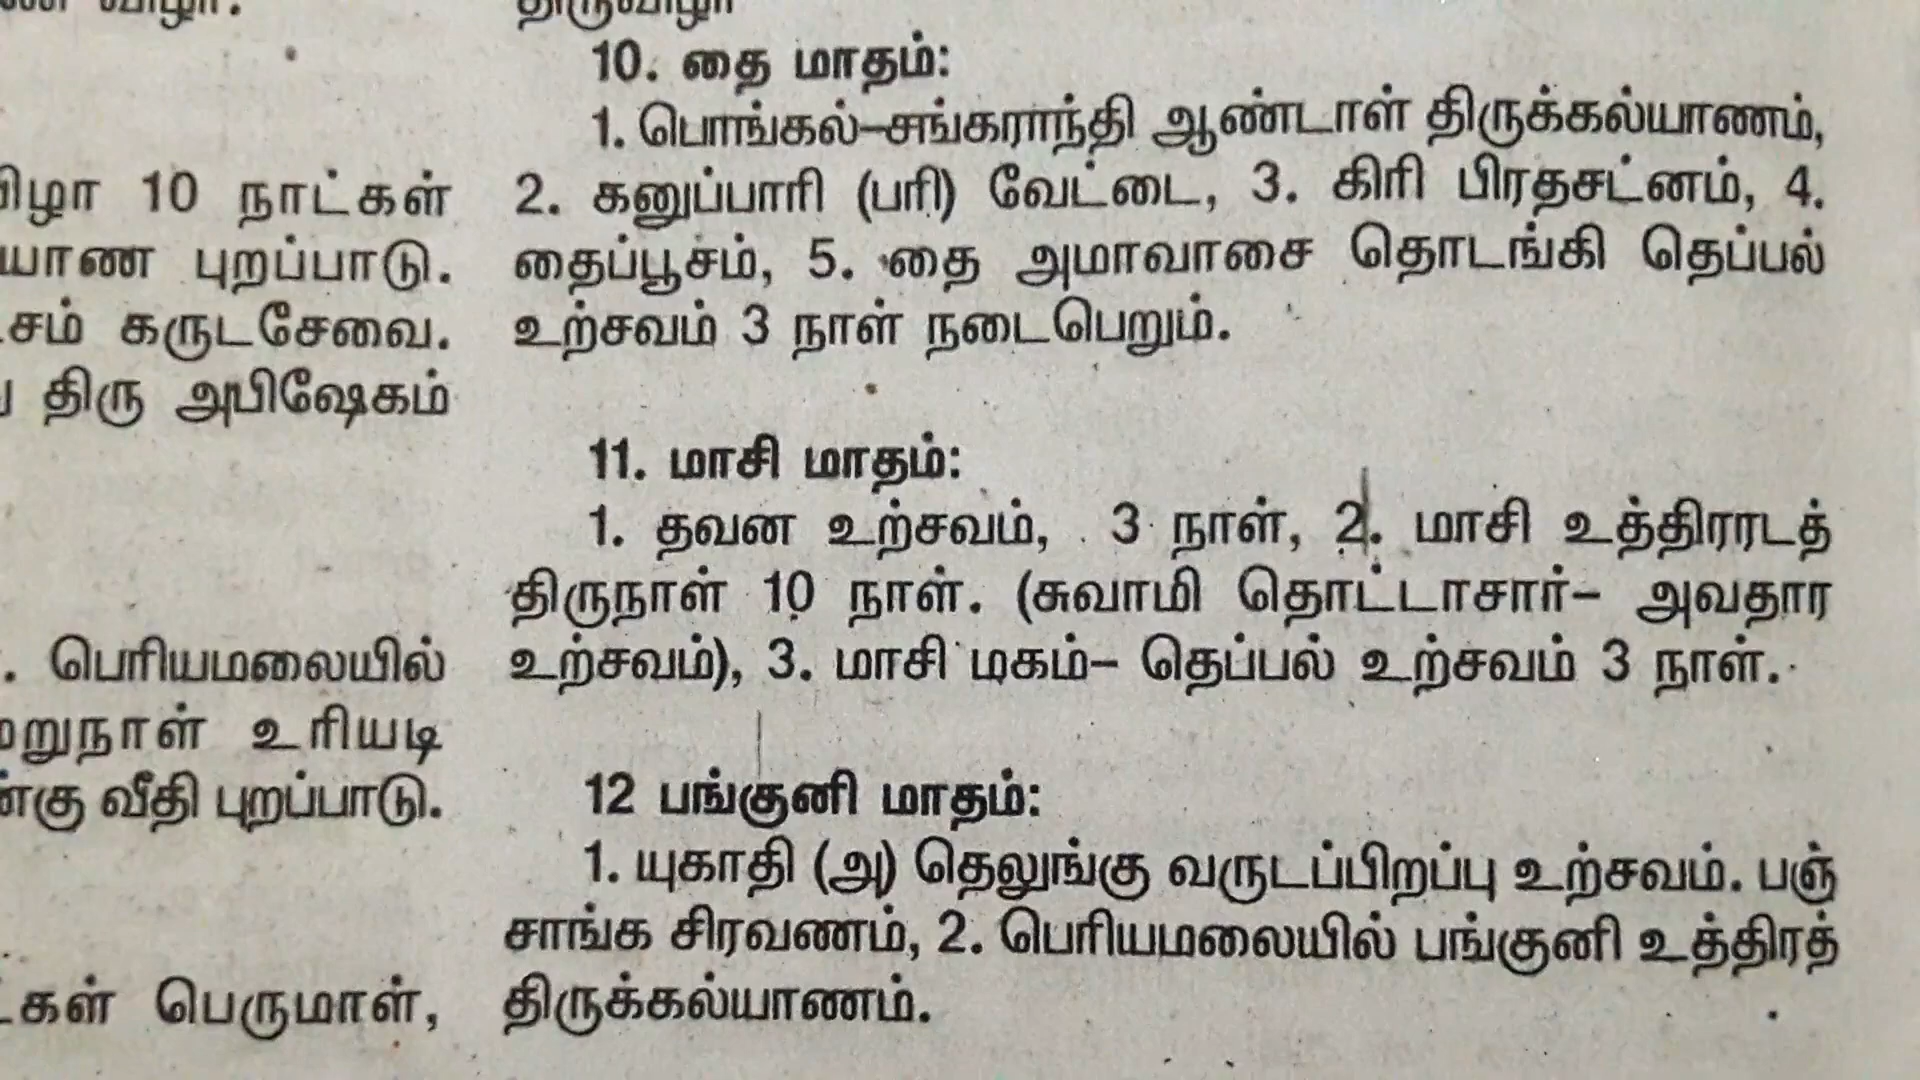 விழா.
10 நாட்கள்
புறப்பாடு.
கருடசேவை.
திரு அபிஷேகம்
. பெரியமலையில்
உரியடி
வீதி புறப்பாடு.
பெருமாள்,
திருவிழா
10. தை மாதம்:
1. பொங்கல்–சங்கராந்தி ஆண்டாள் திருக்கல்யாணம்,
2. கனுப்பாரி (பரி) வேட்டை, 3. கிரி பிரதசட்னம், 4.
தைப்பூசம், 5. தை அமாவாசை தொடங்கி தெப்பல்
உற்சவம் 3 நாள் நடைபெறும்.
11. மாசி மாதம்:
1. தவன உற்சவம், 3 நாள், 2. மாசி உத்திரரடத்
திருநாள் 10 நாள். (சுவாமி தொட்டாசார்– அவதார
உற்சவம்), 3. மாசி மகம்– தெப்பல் உற்சவம் 3 நாள்.
12 பங்குனி மாதம்:
1. யுகாதி (அ) தெலுங்கு வருடப்பிறப்பு உற்சவம். பஞ்
சாங்க சிரவணம், 2. பெரியமலையில் பங்குனி உத்திரத்
திருக்கல்யாணம்.